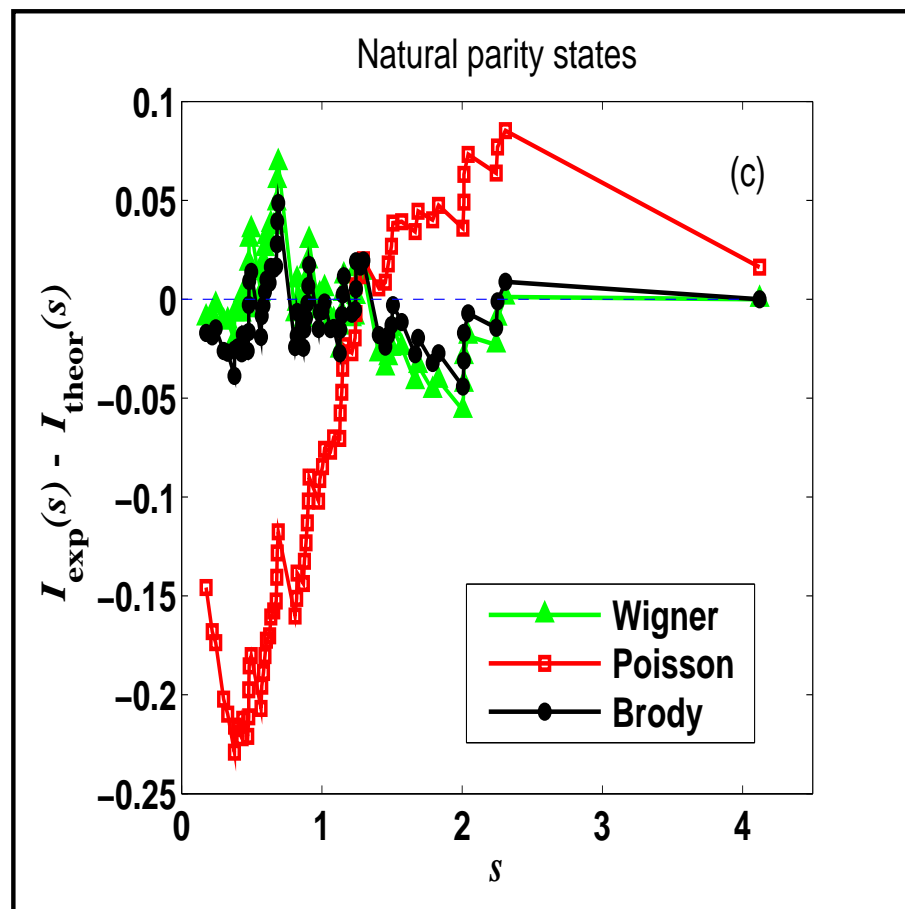 Natural parity states
(c)
I_exp(s) - I_theor(s)
0.1
0.05
0
−0.05
−0.1
−0.15
−0.2
−0.25
Wigner
Poisson
Brody
0 1 2 3 4
s